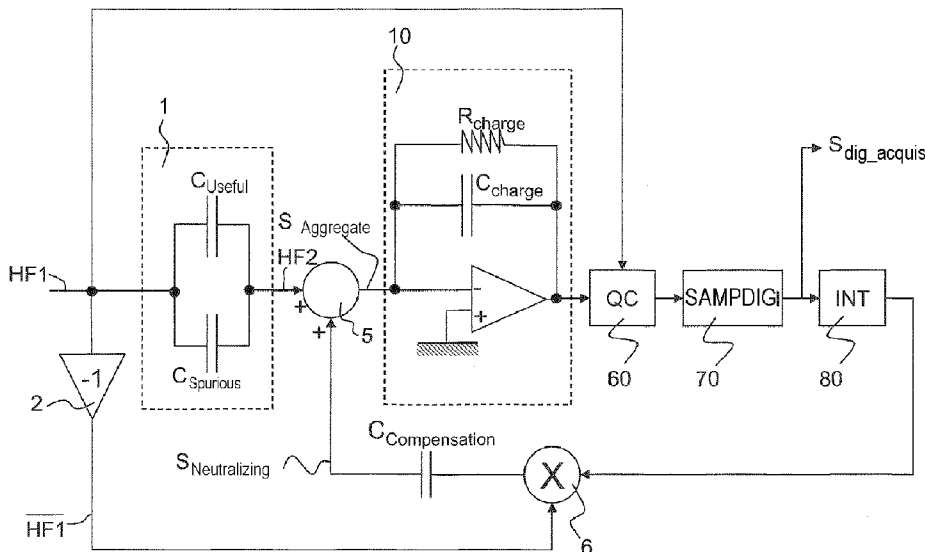 10
1
R_charge
C_Useful
C_charge
S_dig_acquis
S_Aggregate
HF1
HF2
-
+
+
+
5
QC
SAMPDIGI
INT
60
70
80
-1
2
C_Spurious
C_Compensation
S_Neutralizing
X
6
HF1